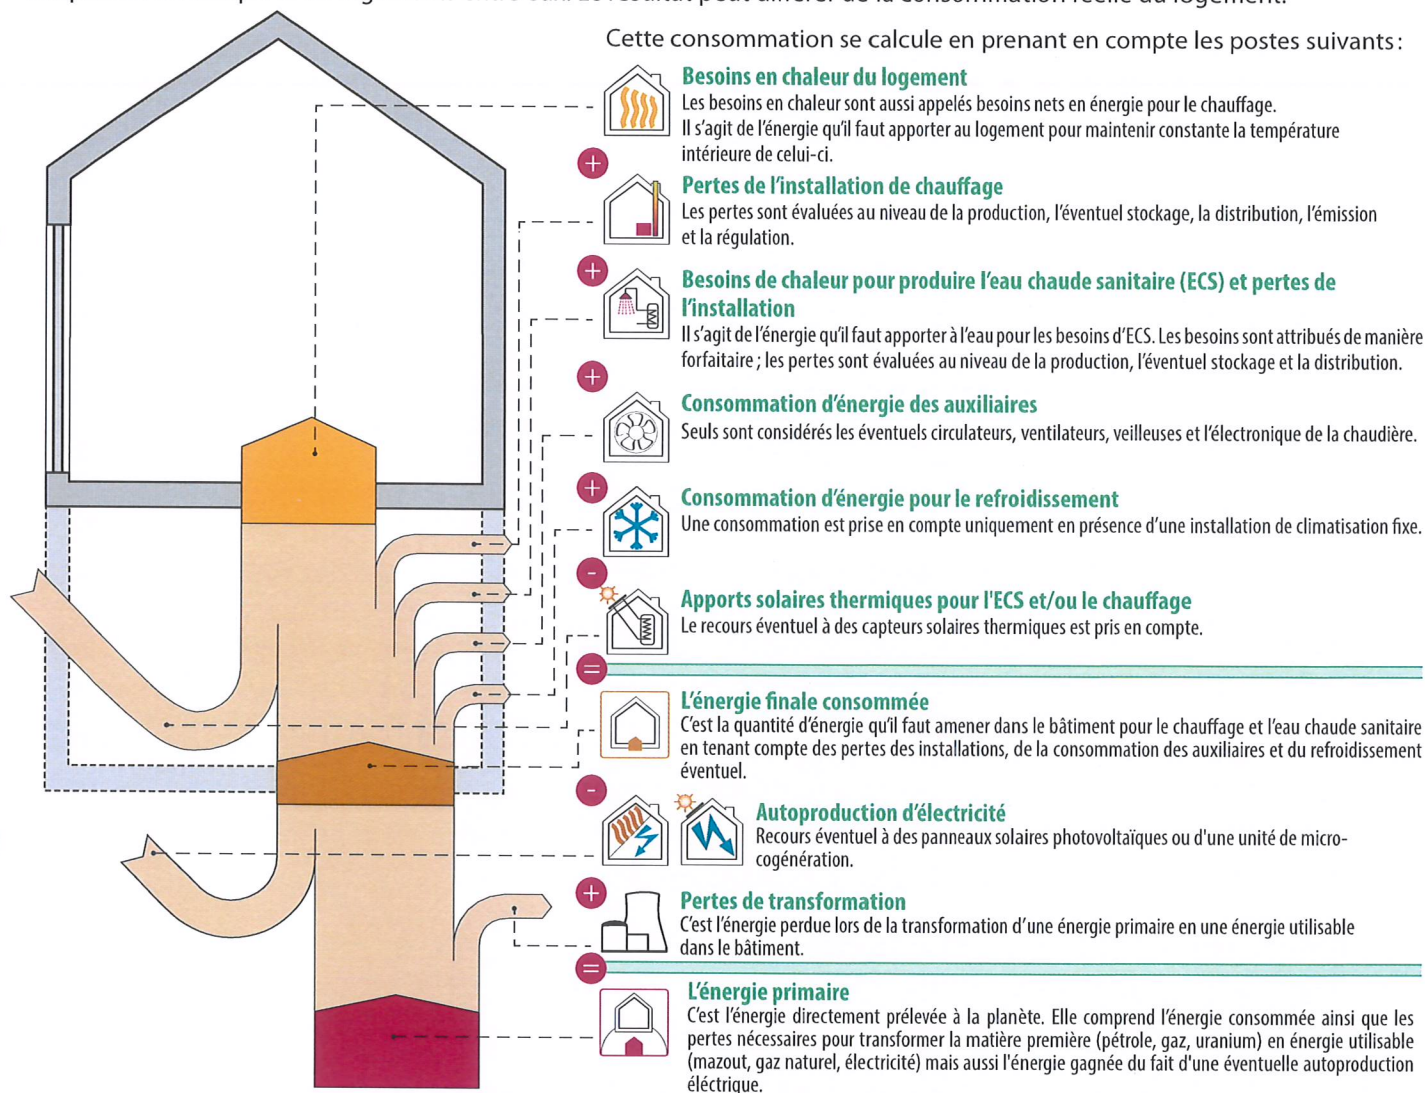 Le résultat peut différer de la consommation réelle du logement.
Cette consommation se calcule en prenant en compte les postes suivants :
Besoins en chaleur du logement
Les besoins en chaleur sont aussi appelés besoins nets en énergie pour le chauffage.
Il s'agit de l'énergie qu'il faut apporter au logement pour maintenir constante la température
intérieure de celui-ci.
+
Pertes de l'installation de chauffage
Les pertes sont évaluées au niveau de la production, l'éventuel stockage, la distribution, l'émission
et la régulation.
+
Besoins de chaleur pour produire l'eau chaude sanitaire (ECS) et pertes de
l'installation
Il s'agit de l'énergie qu'il faut apporter à l'eau pour les besoins d'ECS. Les besoins sont attribués de manière
forfaitaire ; les pertes sont évaluées au niveau de la production, l'éventuel stockage et la distribution.
+
Consommation d'énergie des auxiliaires
Seuls sont considérés les éventuels circulateurs, ventilateurs, veilleuses et l'électronique de la chaudière.
+
Consommation d'énergie pour le refroidissement
Une consommation est prise en compte uniquement en présence d'une installation de climatisation fixe.
-
Apports solaires thermiques pour l'ECS et/ou le chauffage
Le recours éventuel à des capteurs solaires thermiques est pris en compte.
=
L'énergie finale consommée
C'est la quantité d'énergie qu'il faut amener dans le bâtiment pour le chauffage et l'eau chaude sanitaire
en tenant compte des pertes des installations, de la consommation des auxiliaires et du refroidissement
éventuel.
-
Autoproduction d'électricité
Recours éventuel à des panneaux solaires photovoltaïques ou d'une unité de micro-
cogénération.
+
Pertes de transformation
C'est l'énergie perdue lors de la transformation d'une énergie primaire en une énergie utilisable
dans le bâtiment.
=
L'énergie primaire
C'est l'énergie directement prélevée à la planète. Elle comprend l'énergie consommée ainsi que les
pertes nécessaires pour transformer la matière première (pétrole, gaz, uranium) en énergie utilisable
(mazout, gaz naturel, électricité) mais aussi l'énergie gagnée du fait d'une éventuelle autoproduction
éléctrique.